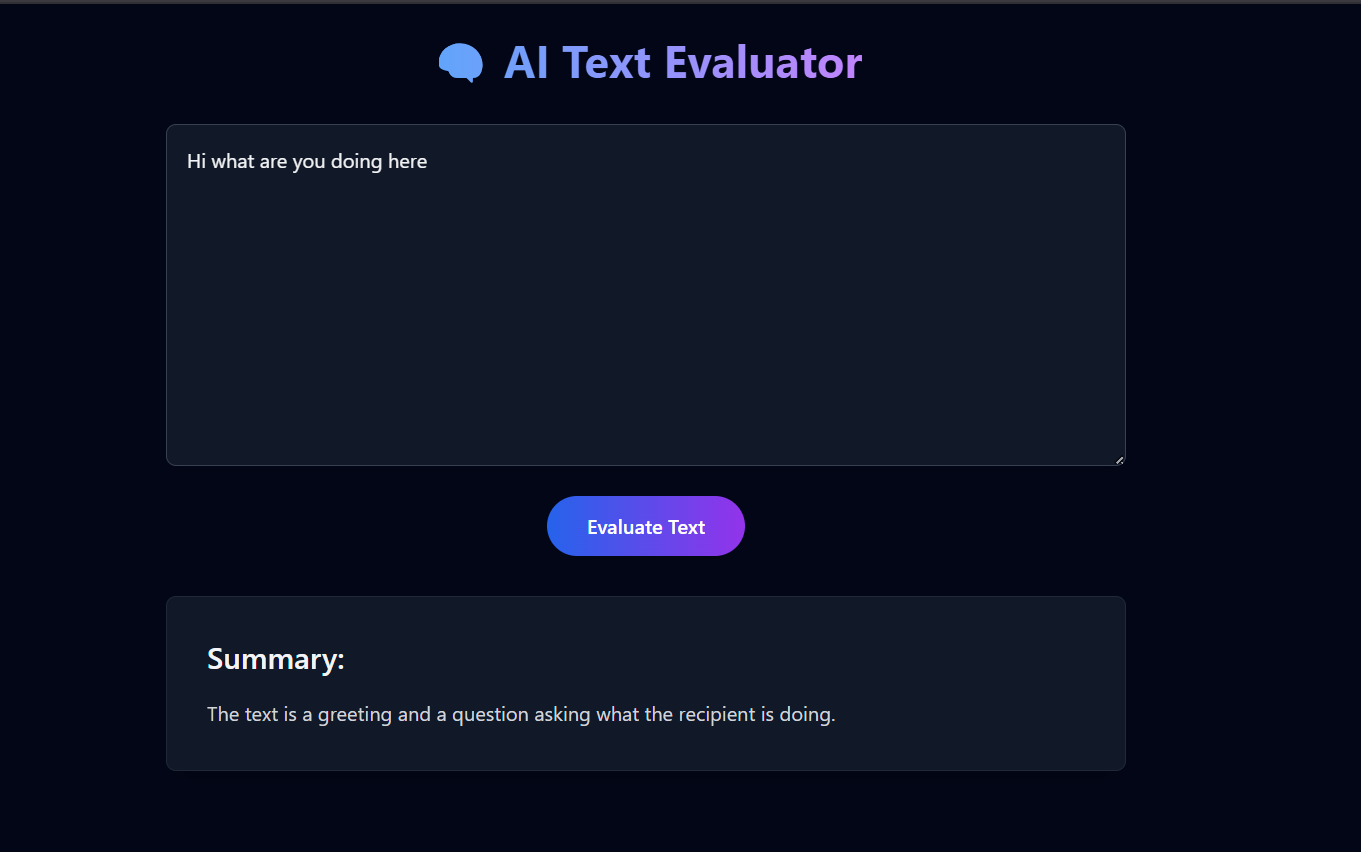 AI Text Evaluator
Hi what are you doing here
Evaluate Text
Summary:
The text is a greeting and a question asking what the recipient is doing.